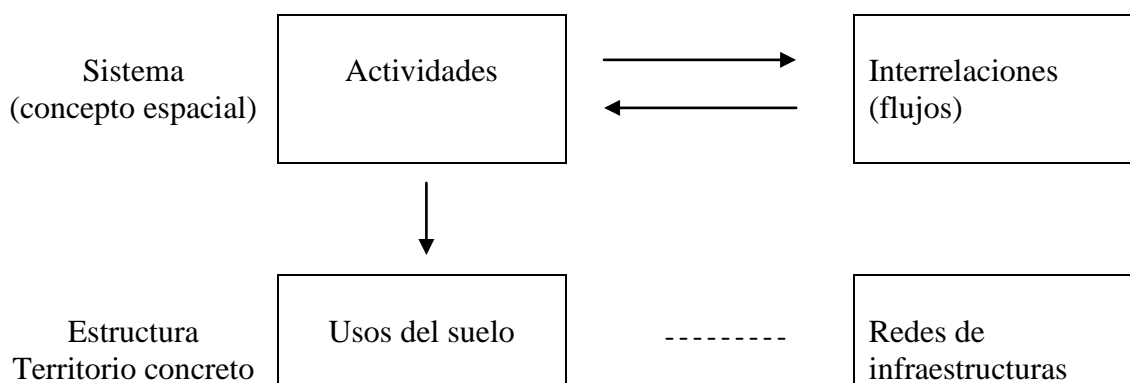 Sistema
(concepto espacial)
Actividades
Interrelaciones
(flujos)
Estructura
Territorio concreto
Usos del suelo
Redes de
infraestructuras